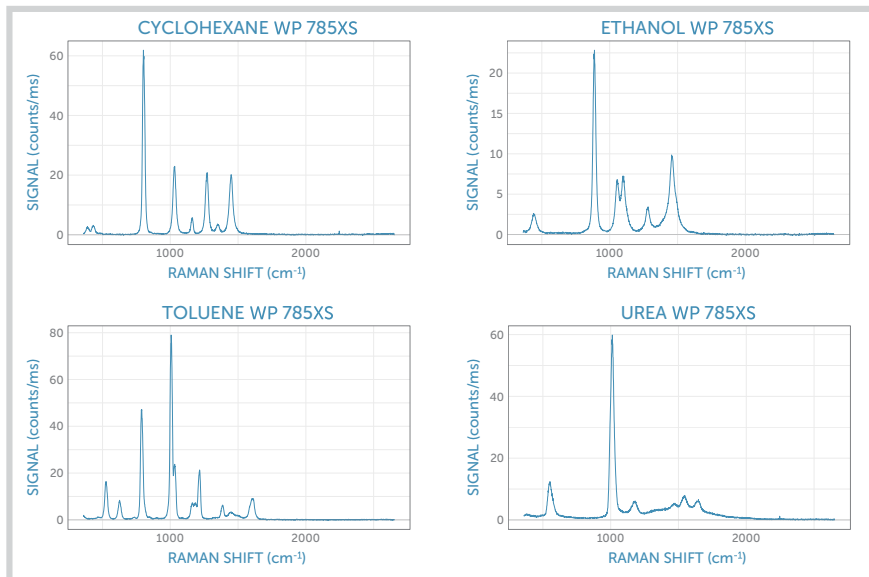 CYCLOHEXANE WP 785XS
60
40
20
0
SIGNAL (counts/ms)
1000 2000
RAMAN SHIFT (cm⁻¹)
ETHANOL WP 785XS
20
15
10
5
0
SIGNAL (counts/ms)
1000 2000
RAMAN SHIFT (cm⁻¹)
TOLUENE WP 785XS
80
60
40
20
0
SIGNAL (counts/ms)
1000 2000
RAMAN SHIFT (cm⁻¹)
UREA WP 785XS
60
40
20
0
SIGNAL (counts/ms)
1000 2000
RAMAN SHIFT (cm⁻¹)